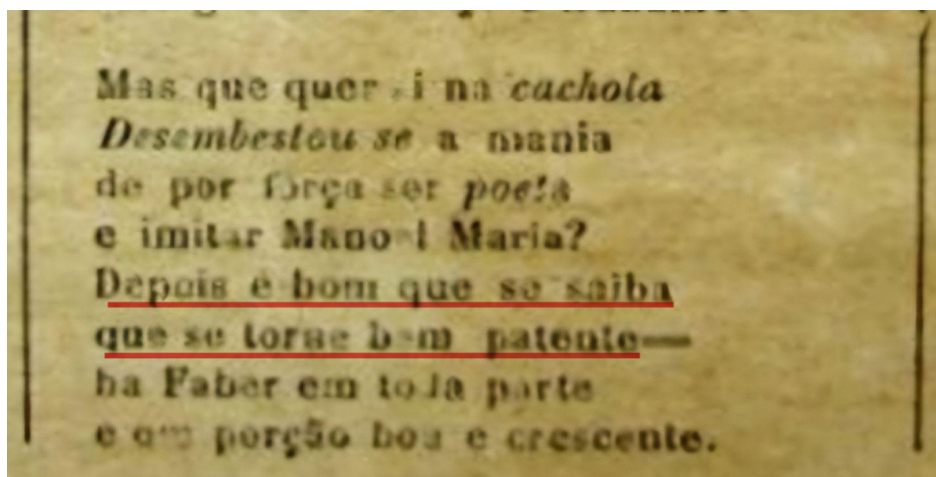 Mas que quer si na cachola
Desembestou se a mania
de por força ser poeta
e imitar Manoel Maria?
Depois é bom que se saiba
que se torne bem patente—
ha Faber em toda parte
e em porção boa e crescente.